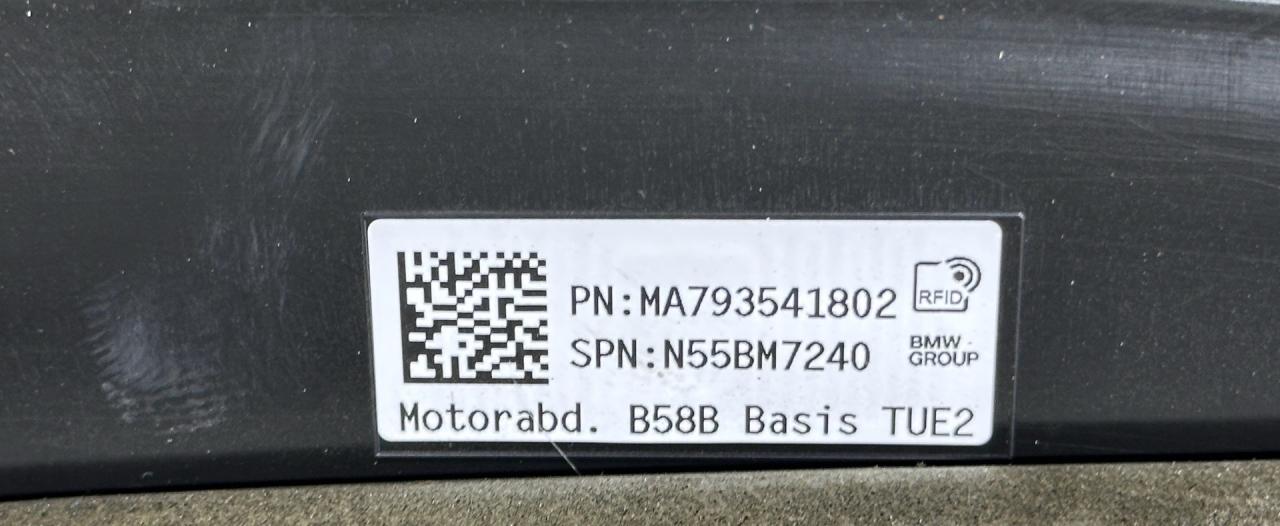 PN:MA793541802
RFID
SPN:N55BM7240
BMW
GROUP
Motorabd. B58B Basis TUE2